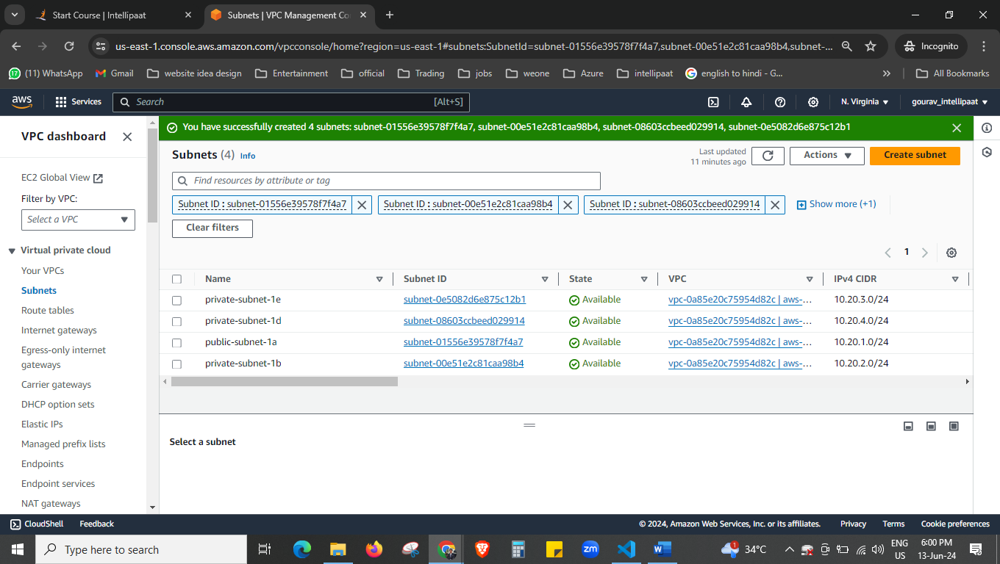 Start Course | Intellipaat
Subnets | VPC Management Co
us-east-1.console.aws.amazon.com/vpcconsole/home?region=us-east-1#subnets:SubnetId=subnet-01556e39578f7f4a7,subnet-00e51e2c81caa98b4,subnet-...
Incognito
17 (11) WhatsApp
Gmail
website idea design
Entertainment
official
Trading
jobs
weone
Azure
intellipaat
english to hindi - G...
All Bookmarks
aws
Services
Search
[Alt+S]
N. Virginia
gourav_intellipaat
VPC dashboard
EC2 Global View
Filter by VPC:
Select a VPC
Virtual private cloud
Your VPCs
Subnets
Route tables
Internet gateways
Egress-only internet
gateways
Carrier gateways
DHCP option sets
Elastic IPs
Managed prefix lists
Endpoints
Endpoint services
NAT gateways
You have successfully created 4 subnets: subnet-01556e39578f7f4a7, subnet-00e51e2c81caa98b4, subnet-08603ccbeed029914, subnet-0e5082d6e875c12b1
Subnets (4) Info
Last updated
11 minutes ago
Actions
Create subnet
Find resources by attribute or tag
Subnet ID : subnet-01556e39578f7f4a7
Subnet ID : subnet-00e51e2c81caa98b4
Subnet ID : subnet-08603ccbeed029914
Show more (+1)
Clear filters
1
Name Subnet ID State VPC IPv4 CIDR
private-subnet-1e subnet-0e5082d6e875c12b1 Available vpc-0a85e20c75954d82c | aws-... 10.20.3.0/24
private-subnet-1d subnet-08603ccbeed029914 Available vpc-0a85e20c75954d82c | aws-... 10.20.4.0/24
public-subnet-1a subnet-01556e39578f7f4a7 Available vpc-0a85e20c75954d82c | aws-... 10.20.1.0/24
private-subnet-1b subnet-00e51e2c81caa98b4 Available vpc-0a85e20c75954d82c | aws-... 10.20.2.0/24
Select a subnet
CloudShell
Feedback
© 2024, Amazon Web Services, Inc. or its affiliates.
Privacy
Terms
Cookie preferences
Type here to search
zm
1
34°C
ENG
US
6:00 PM
13-Jun-24